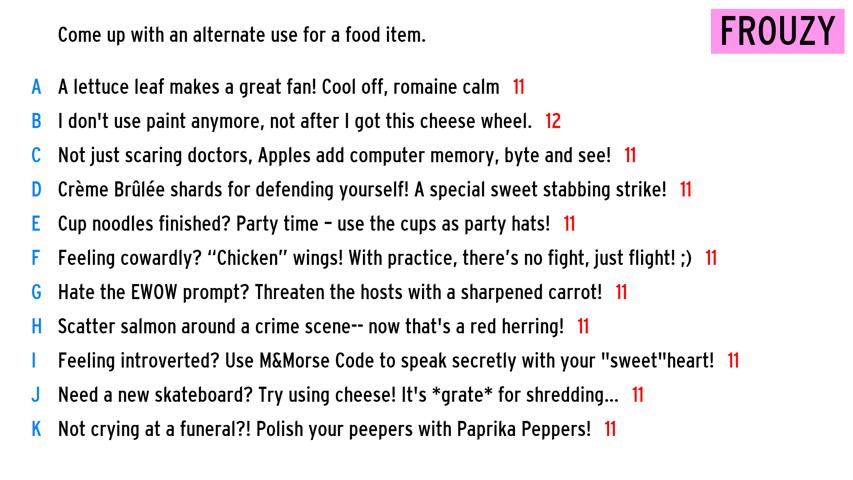 Come up with an alternate use for a food item.
FROUZY
A A lettuce leaf makes a great fan! Cool off, romaine calm 11
B I don't use paint anymore, not after I got this cheese wheel. 12
C Not just scaring doctors, Apples add computer memory, byte and see! 11
D Crème Brûlée shards for defending yourself! A special sweet stabbing strike! 11
E Cup noodles finished? Party time – use the cups as party hats! 11
F Feeling cowardly? “Chicken” wings! With practice, there’s no fight, just flight! ;) 11
G Hate the EWOW prompt? Threaten the hosts with a sharpened carrot! 11
H Scatter salmon around a crime scene-- now that's a red herring! 11
I Feeling introverted? Use M&Morse Code to speak secretly with your "sweet"heart! 11
J Need a new skateboard? Try using cheese! It's *grate* for shredding... 11
K Not crying at a funeral?! Polish your peepers with Paprika Peppers! 11